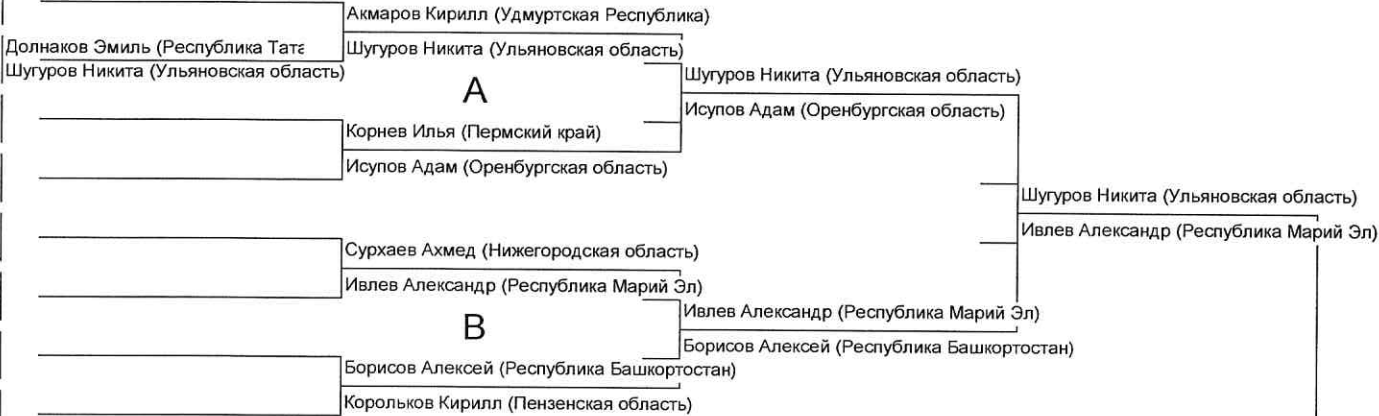 Акмаров Кирилл (Удмуртская Республика)
Долнаков Эмиль (Республика Тата
Шугуров Никита (Ульяновская область)
Шугуров Никита (Ульяновская область)
Шугуров Никита (Ульяновская область)
A
Исупов Адам (Оренбургская область)
Корнев Илья (Пермский край)
Исупов Адам (Оренбургская область)
Шугуров Никита (Ульяновская область)
Ивлев Александр (Республика Марий Эл)
Сурхаев Ахмед (Нижегородская область)
Ивлев Александр (Республика Марий Эл)
Ивлев Александр (Республика Марий Эл)
B
Борисов Алексей (Республика Башкортостан)
Борисов Алексей (Республика Башкортостан)
Корольков Кирилл (Пензенская область)